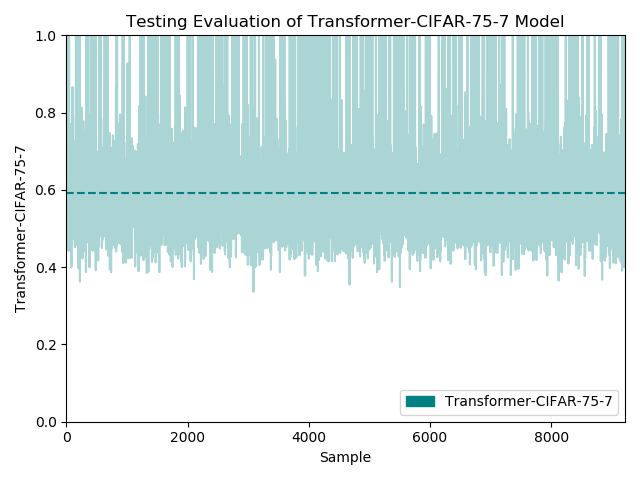 Testing Evaluation of Transformer-CIFAR-75-7 Model
1.0
0.8
0.6
0.4
0.2
0.0
Transformer-CIFAR-75-7
Transformer-CIFAR-75-7
0
2000
4000
6000
8000
Sample